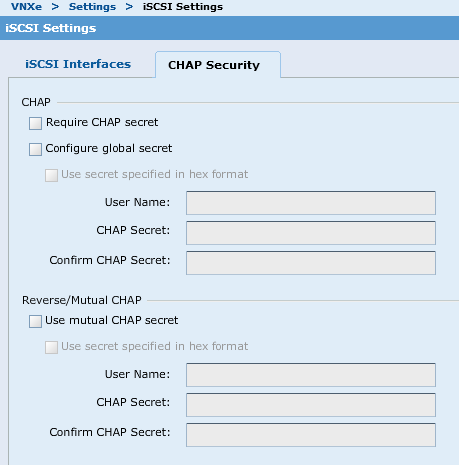 VNXe > Settings > iSCSI Settings
iSCSI Settings
iSCSI Interfaces CHAP Security
CHAP
Require CHAP secret
Configure global secret
Use secret specified in hex format
User Name:
CHAP Secret:
Confirm CHAP Secret:
Reverse/Mutual CHAP
Use mutual CHAP secret
Use secret specified in hex format
User Name:
CHAP Secret:
Confirm CHAP Secret: